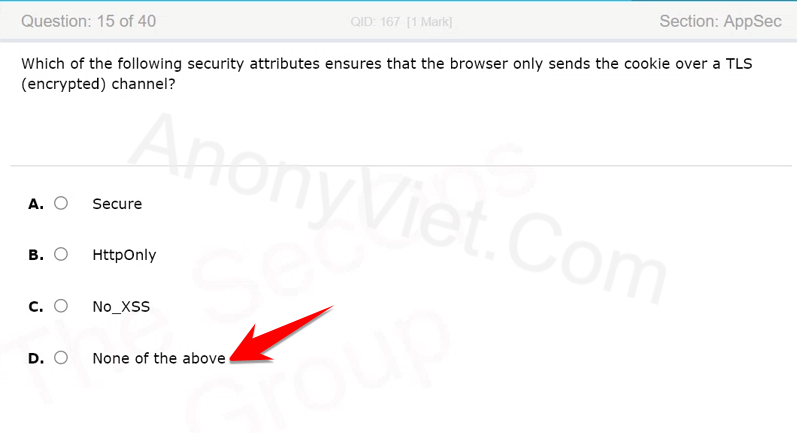 Question: 15 of 40 QID: 167 [1 Mark] Section: AppSec
Which of the following security attributes ensures that the browser only sends the cookie over a TLS
(encrypted) channel?
AnonyViet.Com
The SecOps
Group
A. Secure
B. HttpOnly
C. No_XSS
D. None of the above